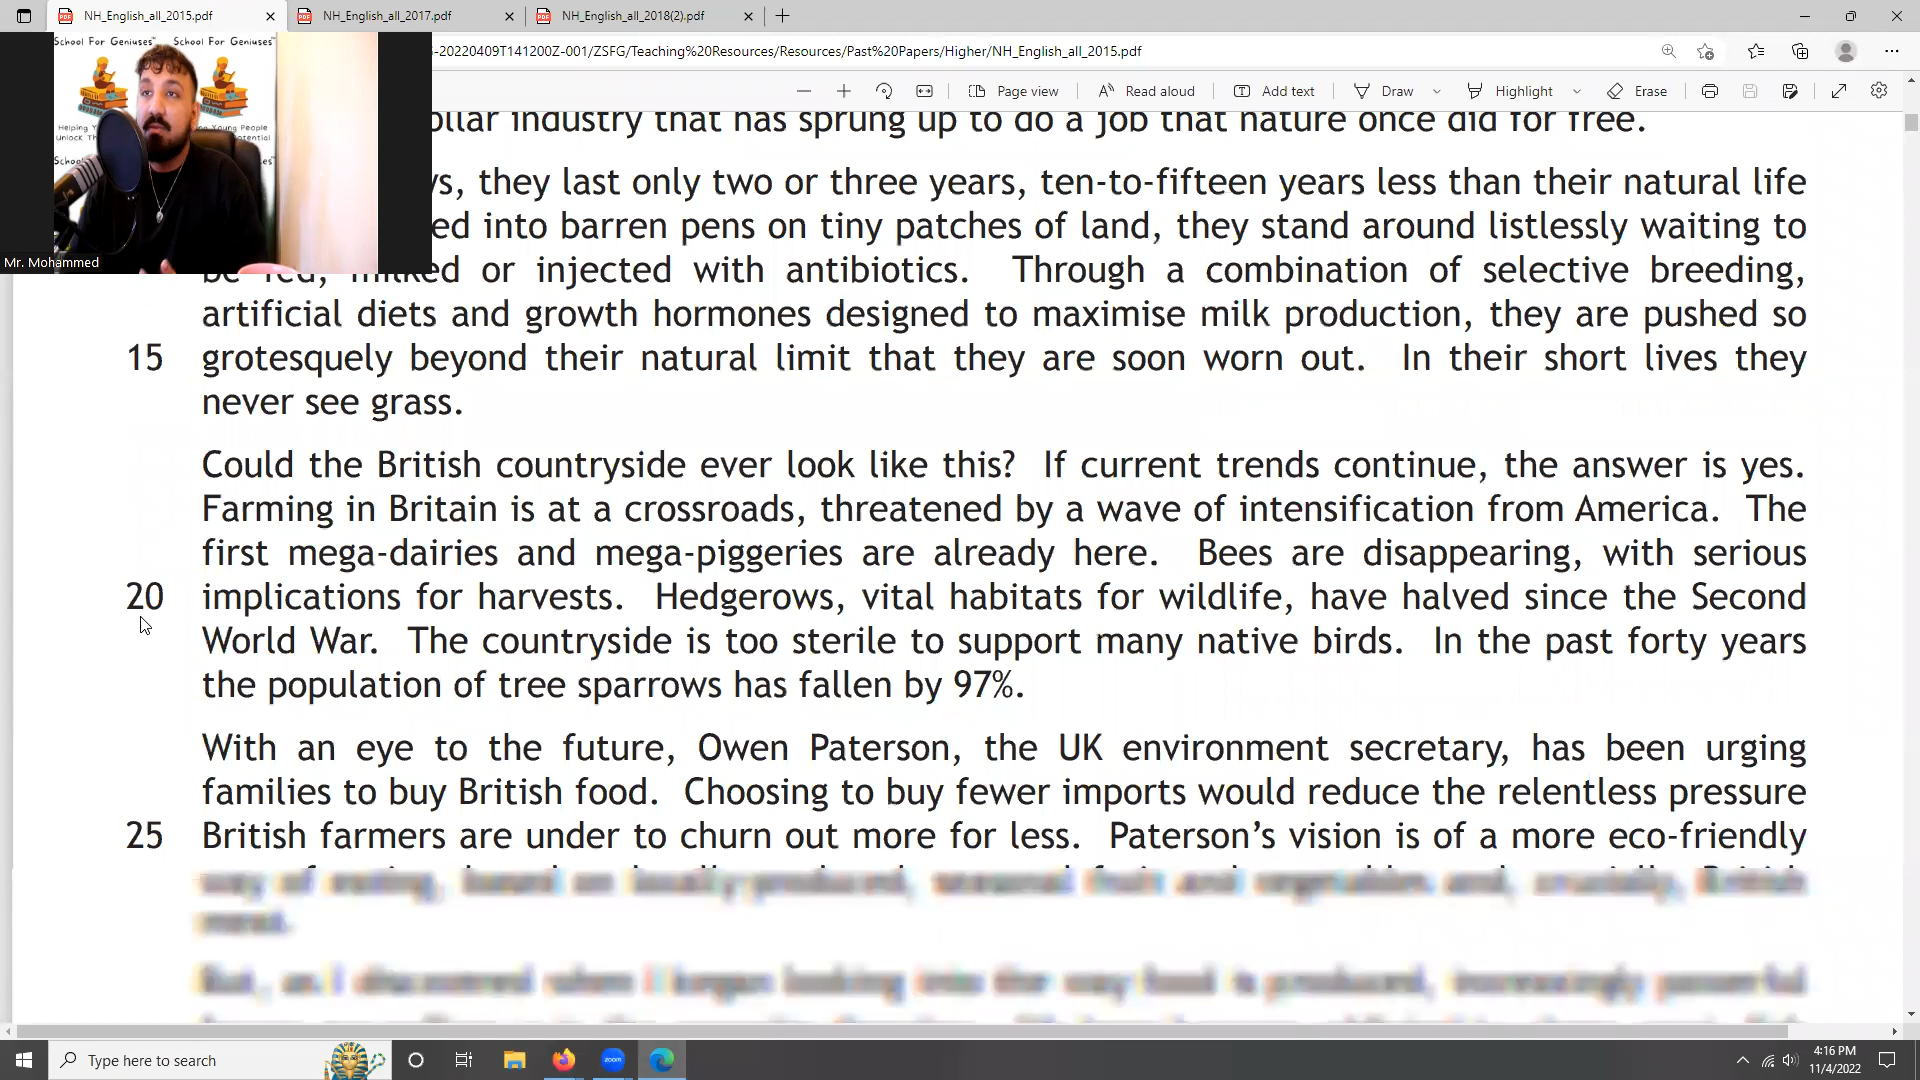 NH_English_all_2015.pdf
NH_English_all_2017.pdf
NH_English_all_2018(2).pdf
-20220409T141200Z-001/ZSFG/Teaching%20Resources/Resources/Past%20Papers/Higher/NH_English_all_2015.pdf
Page view
Read aloud
Add text
Draw
Highlight
Erase
School For Geniuses™ School For Geniuses™
Mr. Mohammed
ollar industry that has sprung up to do a job that nature once did for free.
they last only two or three years, ten-to-fifteen years less than their natural life
into barren pens on tiny patches of land, they stand around listlessly waiting to
be fed, milked or injected with antibiotics. Through a combination of selective breeding,
artificial diets and growth hormones designed to maximise milk production, they are pushed so
15 grotesquely beyond their natural limit that they are soon worn out. In their short lives they
never see grass.
Could the British countryside ever look like this? If current trends continue, the answer is yes.
Farming in Britain is at a crossroads, threatened by a wave of intensification from America. The
first mega-dairies and mega-piggeries are already here. Bees are disappearing, with serious
20 implications for harvests. Hedgerows, vital habitats for wildlife, have halved since the Second
World War. The countryside is too sterile to support many native birds. In the past forty years
the population of tree sparrows has fallen by 97%.
With an eye to the future, Owen Paterson, the UK environment secretary, has been urging
families to buy British food. Choosing to buy fewer imports would reduce the relentless pressure
25 British farmers are under to churn out more for less. Paterson's vision is of a more eco-friendly
Type here to search
zoom
4:16 PM
11/4/2022